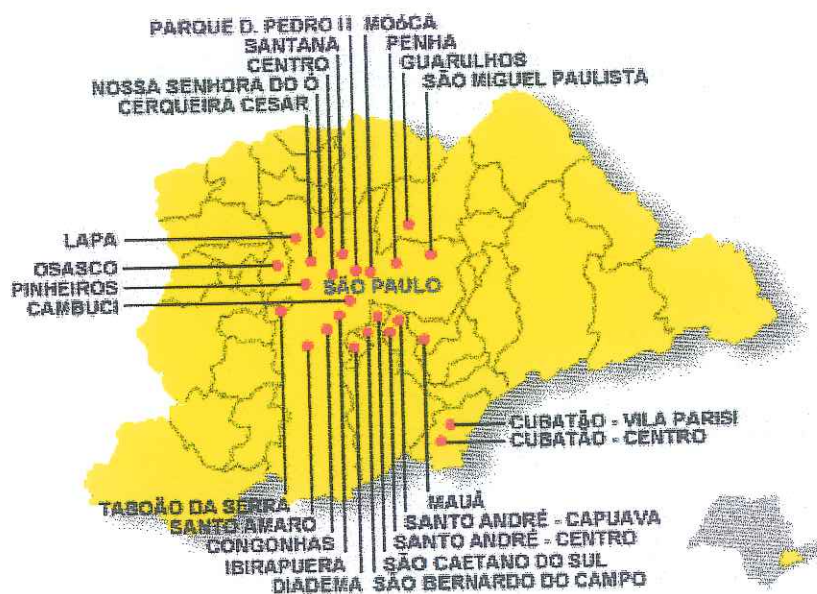 PARQUE D. PEDRO II MOóCA
SANTANA PENHA
CENTRO GUARULHOS
NOSSA SENHORA DO Ó SÃO MIGUEL PAULISTA
CERQUEIRA CESAR
LAPA
OSASCO
PINHEIROS
CAMBUCI
SÃO PAULO
CUBATÃO - VILA PARISI
CUBATÃO - CENTRO
TABOÃO DA SERRA MAUÁ
SANTO AMARO SANTO ANDRÉ - CAPUAVA
CONGONHAS SANTO ANDRÉ - CENTRO
IBIRAPUERA SÃO CAETANO DO SUL
DIADEMA SÃO BERNARDO DO CAMPO